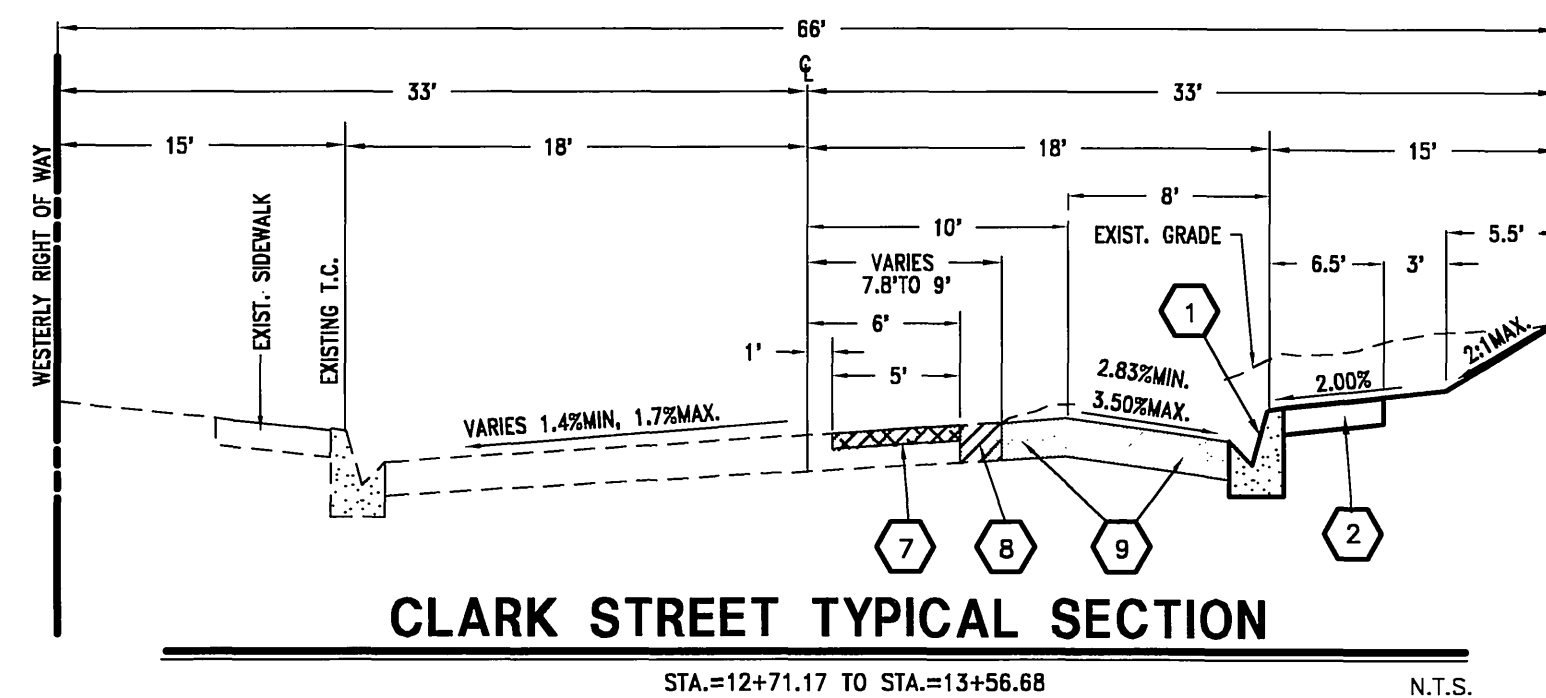 66'
℄
33'
33'
15'
18'
18'
15'
8'
10'
EXIST. GRADE
5.5'
VARIES
7.8'TO 9'
6.5'
3'
6'
1'
5'
WESTERLY RIGHT OF WAY
EXIST. SIDEWALK
EXISTING T.C.
1
2:1MAX.
2.83%MIN.
3.50%MAX.
2.00%
VARIES 1.4%MIN, 1.7%MAX.
7
8
9
2
CLARK STREET TYPICAL SECTION
STA.=12+71.17 TO STA.=13+56.68
N.T.S.